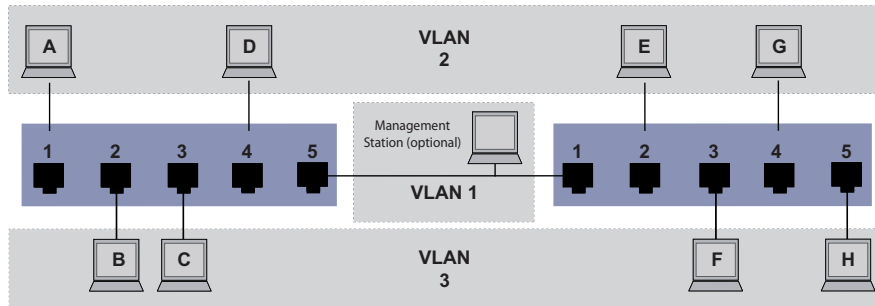 A
D
VLAN
2
E
G
Management
Station (optional)
1
2
3
4
5
1
2
3
4
5
VLAN 1
B
C
VLAN
3
F
H